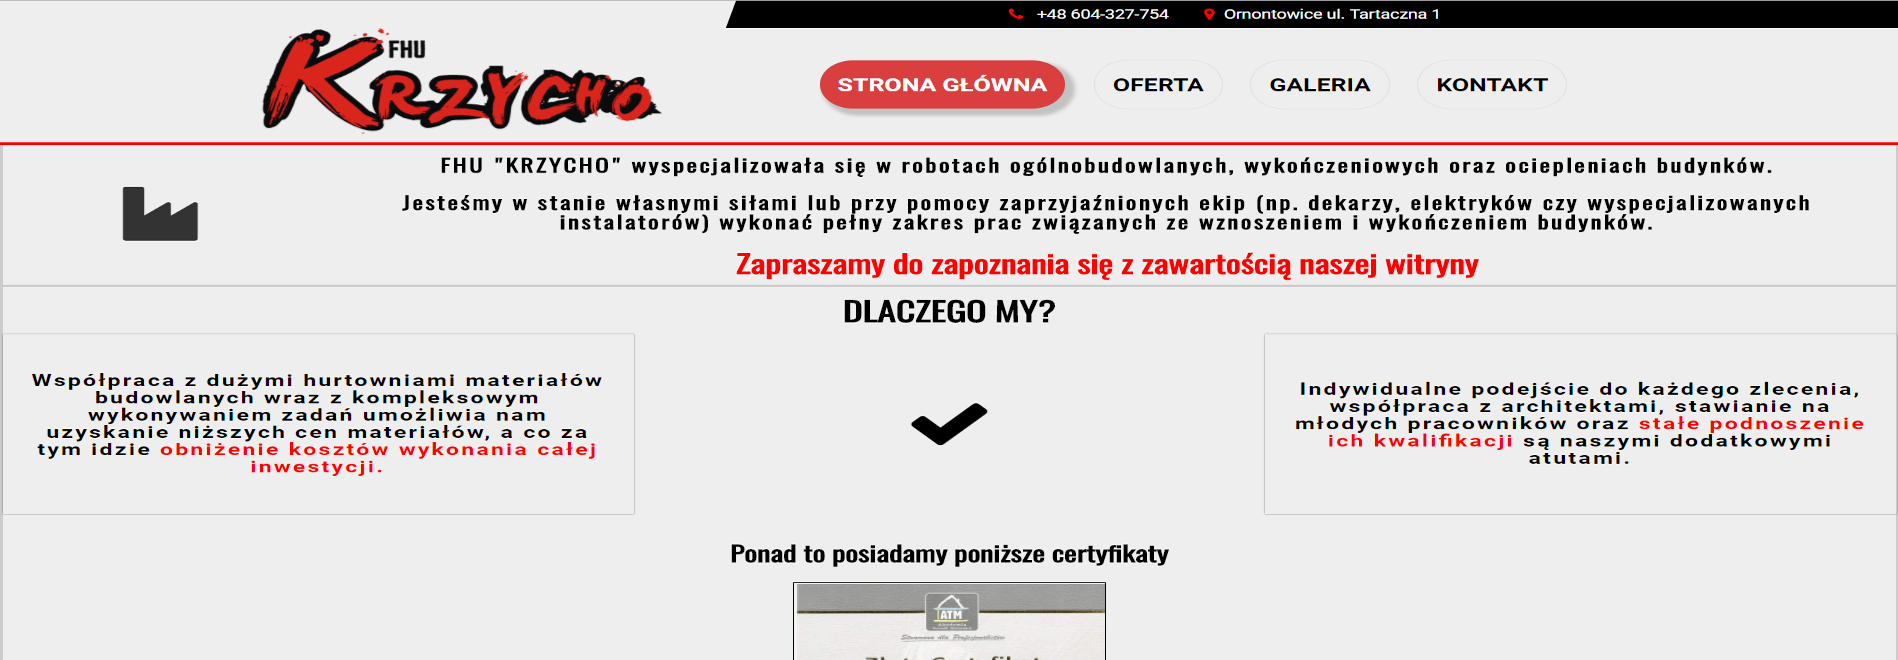 +48 604-327-754 Ornontowice ul. Tartaczna 1
FHU
KRZYCHO
STRONA GŁÓWNA OFERTA GALERIA KONTAKT
FHU "KRZYCHO" wyspecjalizowała się w robotach ogólnobudowlanych, wykończeniowych oraz ociepleniach budynków.
Jesteśmy w stanie własnymi siłami lub przy pomocy zaprzyjaźnionych ekip (np. dekarzy, elektryków czy wyspecjalizowanych
instalatorów) wykonać pełny zakres prac związanych ze wznoszeniem i wykończeniem budynków.
Zapraszamy do zapoznania się z zawartością naszej witryny
DLACZEGO MY?
Współpraca z dużymi hurtowniami materiałów
budowlanych wraz z kompleksowym
wykonywaniem zadań umożliwia nam
uzyskanie niższych cen materiałów, a co za
tym idzie obniżenie kosztów wykonania całej
inwestycji.
Indywidualne podejście do każdego zlecenia,
współpraca z architektami, stawianie na
młodych pracowników oraz stałe podnoszenie
ich kwalifikacji są naszymi dodatkowymi
atutami.
Ponad to posiadamy poniższe certyfikaty
ATM
Stworzone dla Profesjonalistów